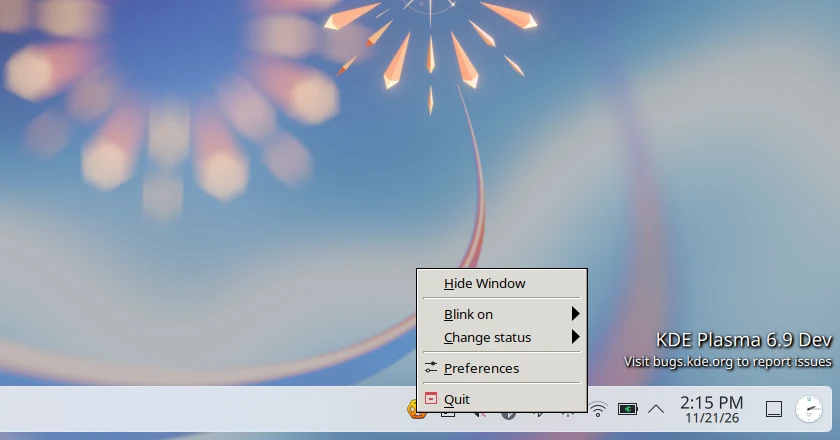 Hide Window
Blink on
Change status
Preferences
Quit
KDE Plasma 6.9 Dev
Visit bugs.kde.org to report issues
2:15 PM
11/21/26